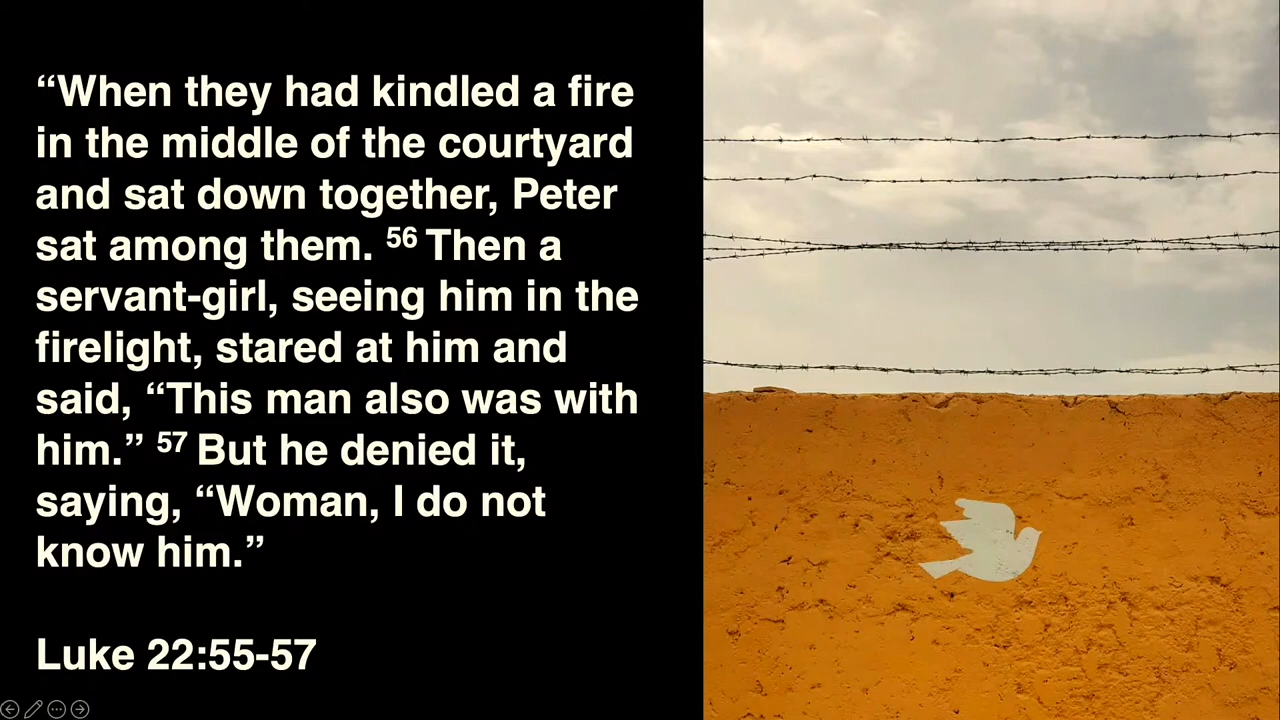 “When they had kindled a fire
in the middle of the courtyard
and sat down together, Peter
sat among them. 56 Then a
servant-girl, seeing him in the
firelight, stared at him and
said, “This man also was with
him.” 57 But he denied it,
saying, “Woman, I do not
know him.”
Luke 22:55-57